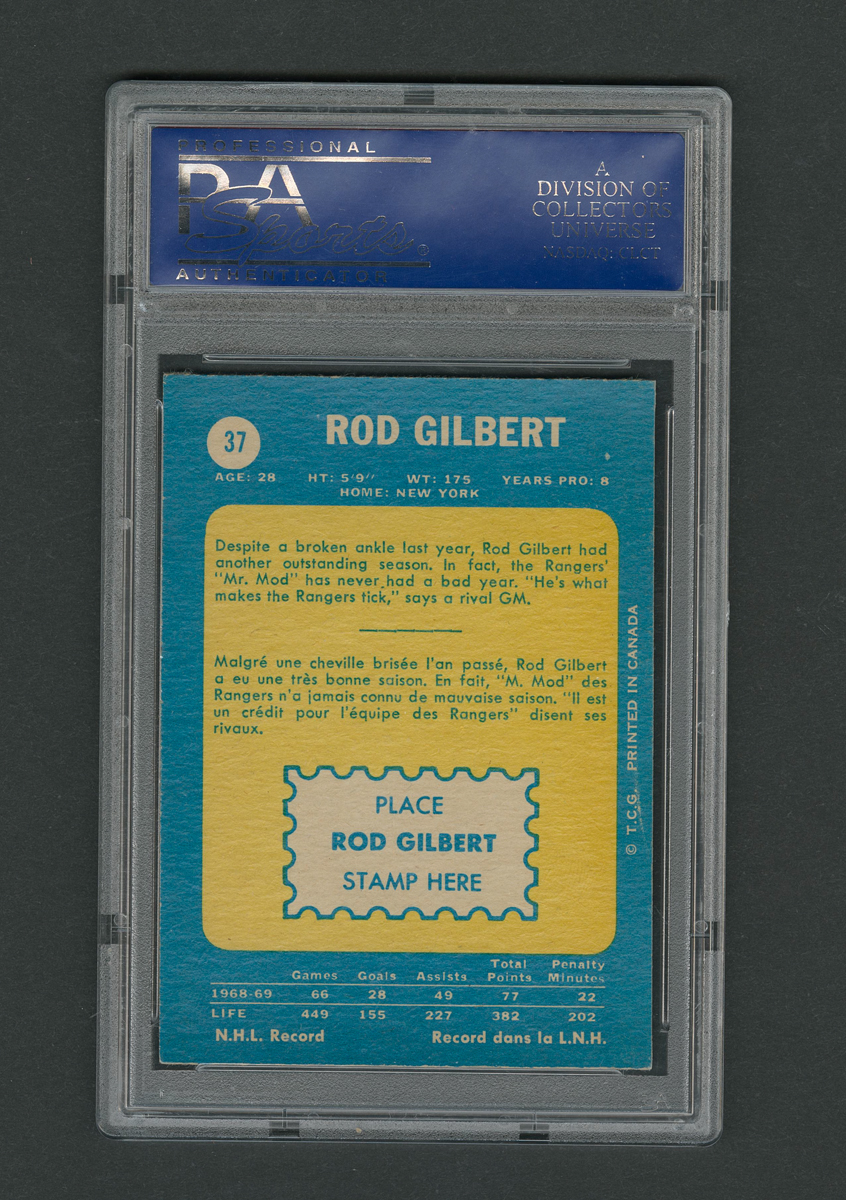 PROFESSIONAL
PSA
Sports®
AUTHENTICATOR
A
DIVISION OF
COLLECTORS
UNIVERSE
NASDAQ: CLCT
37
ROD GILBERT
AGE: 28 HT: 5'9" WT: 175 YEARS PRO: 8
HOME: NEW YORK
Despite a broken ankle last year, Rod Gilbert had
another outstanding season. In fact, the Rangers'
"Mr. Mod" has never had a bad year. "He's what
makes the Rangers tick," says a rival GM.
Malgré une cheville brisée l'an passé, Rod Gilbert
a eu une très bonne saison. En fait, "M. Mod" des
Rangers n'a jamais connu de mauvaise saison. "Il est
un crédit pour l'équipe des Rangers" disent ses
rivaux.
PLACE
ROD GILBERT
STAMP HERE
© T.C.G. PRINTED IN CANADA
Total Penalty
Games Goals Assists Points Minutes
1968-69 66 28 49 77 22
LIFE 449 155 227 382 202
N.H.L. Record Record dans la L.N.H.